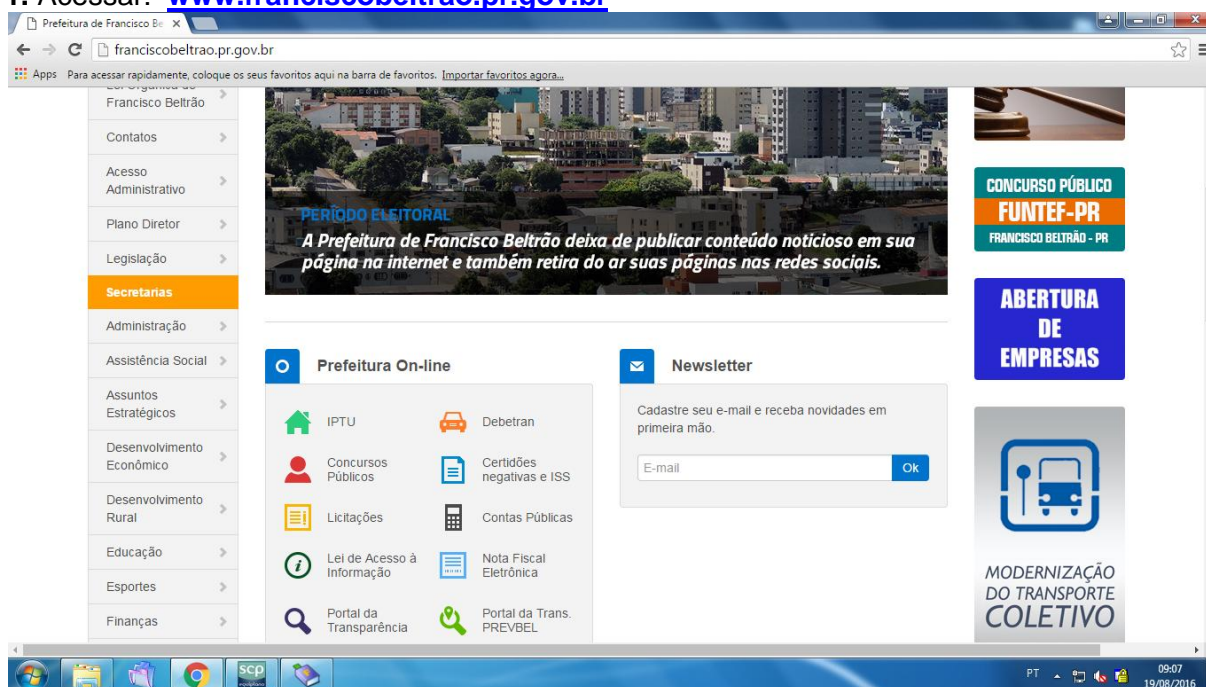 1. Acessar: www.franciscobeltrao.pr.gov.br
Prefeitura de Francisco Be
franciscobeltrao.pr.gov.br
Apps Para acessar rapidamente, coloque os seus favoritos aqui na barra de favoritos. Importar favoritos agora...
Lei Orgânica de
Francisco Beltrão
Contatos
Acesso
Administrativo
Plano Diretor
Legislação
Secretarias
Administração
Assistência Social
Assuntos
Estratégicos
Desenvolvimento
Econômico
Desenvolvimento
Rural
Educação
Esportes
Finanças
PERÍODO ELEITORAL
A Prefeitura de Francisco Beltrão deixa de publicar conteúdo noticioso em sua
página na internet e também retira do ar suas páginas nas redes sociais.
Prefeitura On-line
IPTU
Debetran
Concursos
Públicos
Certidões
negativas e ISS
Licitações
Contas Públicas
Lei de Acesso à
Informação
Nota Fiscal
Eletrônica
Portal da
Transparência
Portal da Trans.
PREVBEL
Newsletter
Cadastre seu e-mail e receba novidades em
primeira mão.
E-mail
Ok
CONCURSO PÚBLICO
FUNTEF-PR
FRANCISCO BELTRÃO - PR
ABERTURA
DE
EMPRESAS
MODERNIZAÇÃO
DO TRANSPORTE
COLETIVO
scp
PT
09:07
19/08/2016